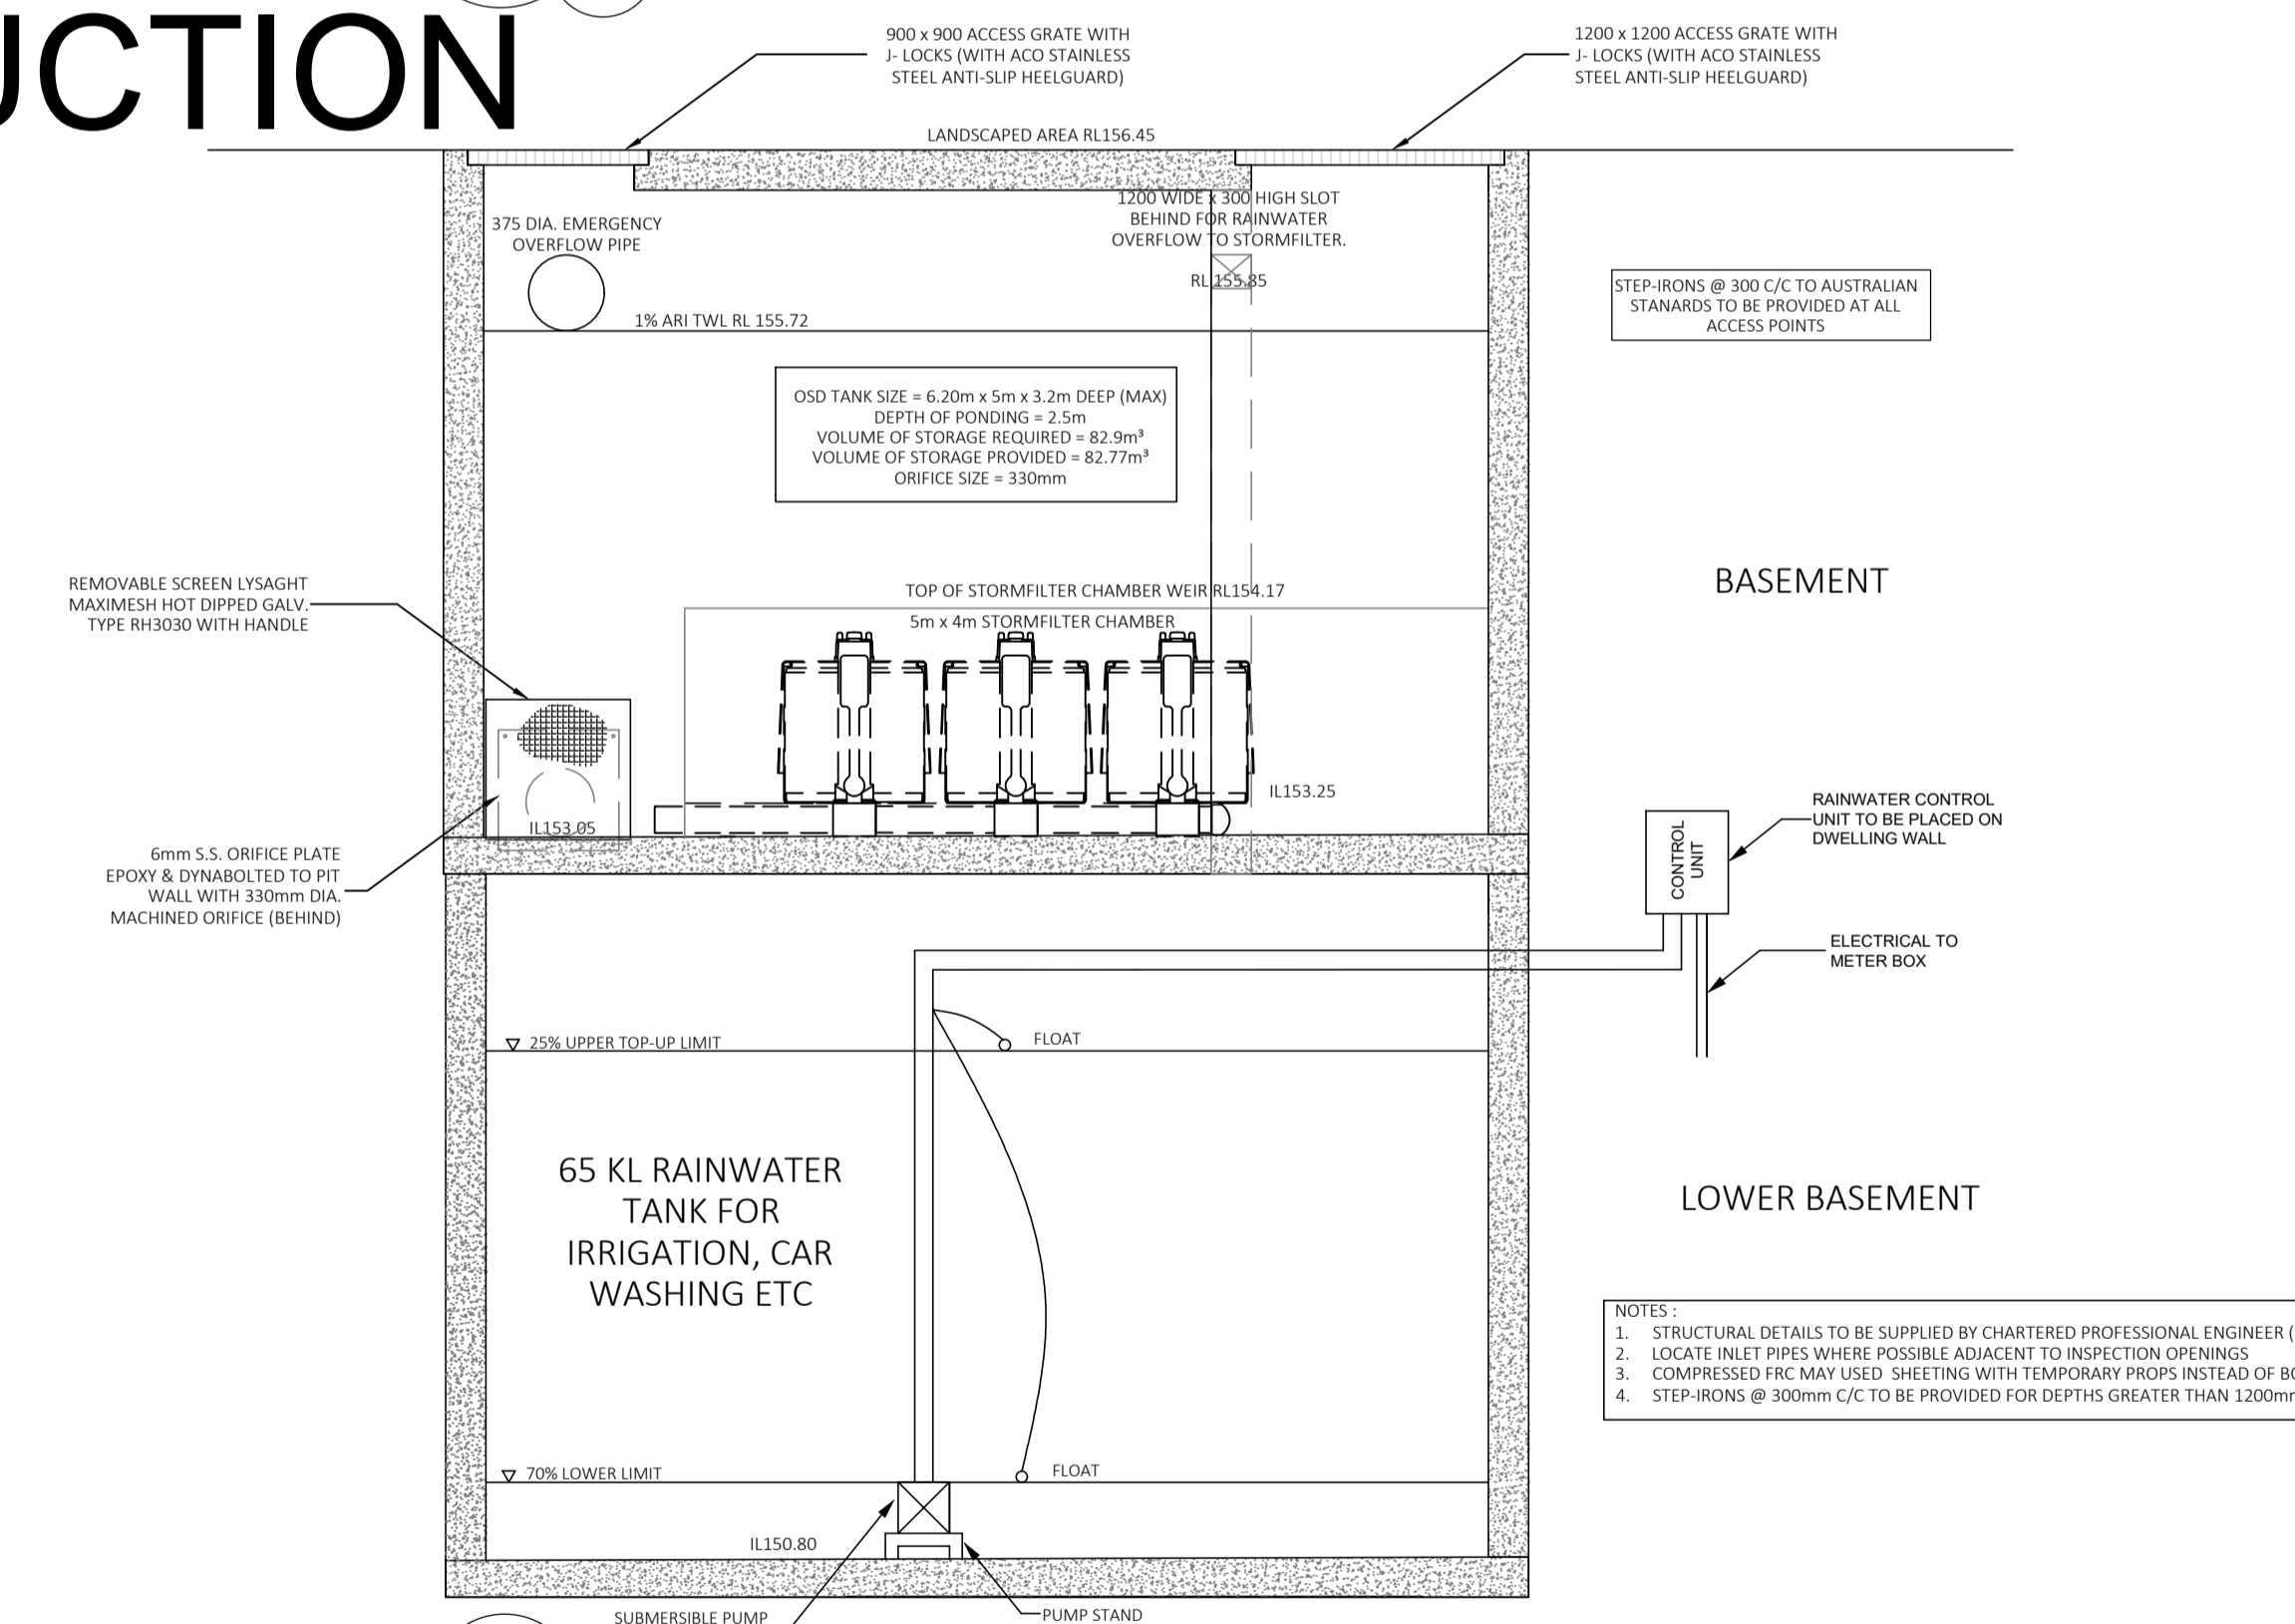 UCTION
900 x 900 ACCESS GRATE WITH
J- LOCKS (WITH ACO STAINLESS
STEEL ANTI-SLIP HEELGUARD)
1200 x 1200 ACCESS GRATE WITH
J- LOCKS (WITH ACO STAINLESS
STEEL ANTI-SLIP HEELGUARD)
LANDSCAPED AREA RL156.45
1200 WIDE x 300 HIGH SLOT
BEHIND FOR RAINWATER
OVERFLOW TO STORMFILTER.
RL 155.85
375 DIA. EMERGENCY
OVERFLOW PIPE
1% ARI TWL RL 155.72
STEP-IRONS @ 300 C/C TO AUSTRALIAN
STANARDS TO BE PROVIDED AT ALL
ACCESS POINTS
OSD TANK SIZE = 6.20m x 5m x 3.2m DEEP (MAX)
DEPTH OF PONDING = 2.5m
VOLUME OF STORAGE REQUIRED = 82.9m³
VOLUME OF STORAGE PROVIDED = 82.77m³
ORIFICE SIZE = 330mm
REMOVABLE SCREEN LYSAGHT
MAXIMESH HOT DIPPED GALV.
TYPE RH3030 WITH HANDLE
TOP OF STORMFILTER CHAMBER WEIR RL154.17
5m x 4m STORMFILTER CHAMBER
BASEMENT
IL153.25
IL153.05
6mm S.S. ORIFICE PLATE
EPOXY & DYNABOLTED TO PIT
WALL WITH 330mm DIA.
MACHINED ORIFICE (BEHIND)
CONTROL
UNIT
RAINWATER CONTROL
UNIT TO BE PLACED ON
DWELLING WALL
ELECTRICAL TO
METER BOX
25% UPPER TOP-UP LIMIT
FLOAT
65 KL RAINWATER
TANK FOR
IRRIGATION, CAR
WASHING ETC
LOWER BASEMENT
NOTES :
1. STRUCTURAL DETAILS TO BE SUPPLIED BY CHARTERED PROFESSIONAL ENGINEER (
2. LOCATE INLET PIPES WHERE POSSIBLE ADJACENT TO INSPECTION OPENINGS
3. COMPRESSED FRC MAY USED SHEETING WITH TEMPORARY PROPS INSTEAD OF
4. STEP-IRONS @ 300mm C/C TO BE PROVIDED FOR DEPTHS GREATER THAN 1200mm
70% LOWER LIMIT
FLOAT
IL150.80
SUBMERSIBLE PUMP
PUMP STAND